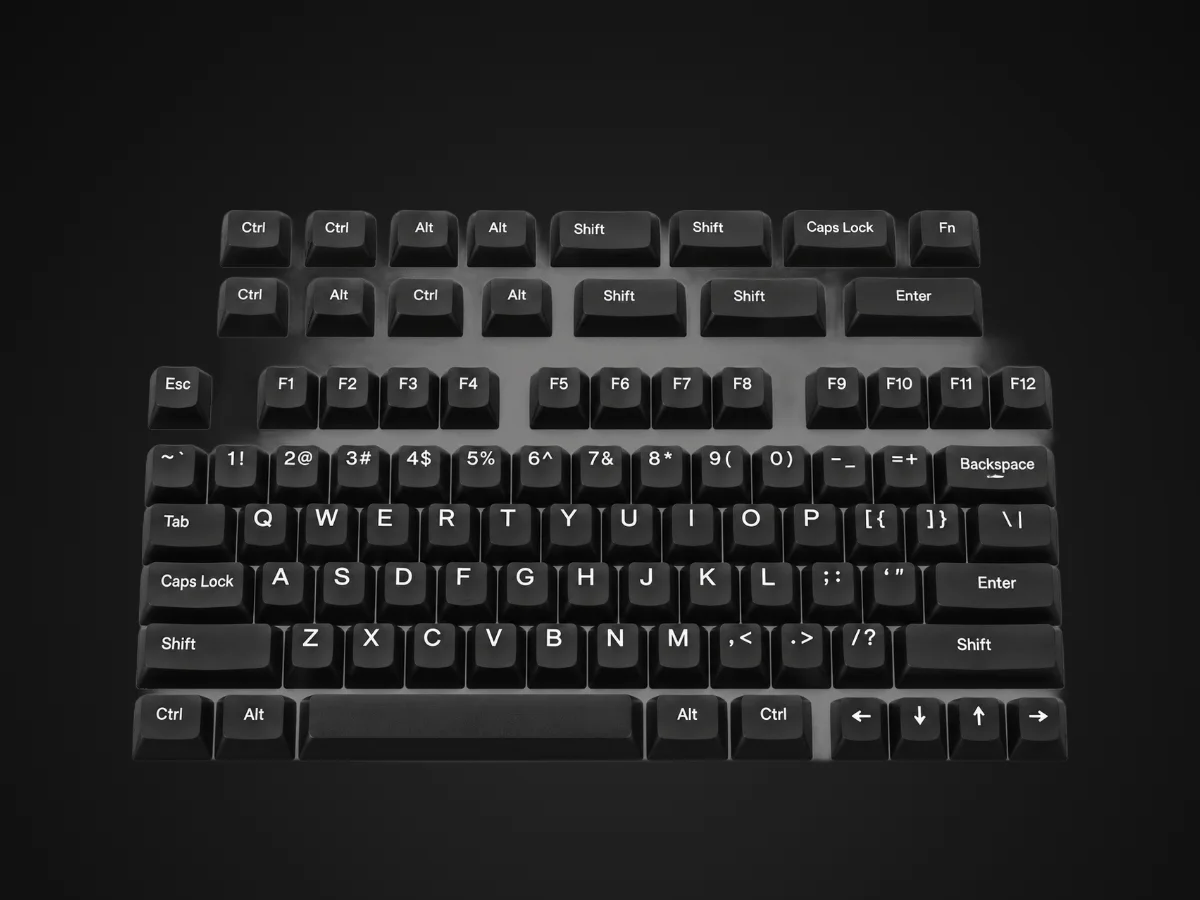 Ctrl Ctrl Alt Alt Shift Shift Caps Lock Fn
Ctrl Alt Ctrl Alt Shift Shift Enter
Esc F1 F2 F3 F4 F5 F6 F7 F8 F9 F10 F11 F12
~` 1! 2@ 3# 4$ 5% 6^ 7& 8* 9( 0) -_ =+ Backspace
Tab Q W E R T Y U I O P [{ ]} \|
Caps Lock A S D F G H J K L ;: ‘” Enter
Shift Z X C V B N M ,< .> /? Shift
Ctrl Alt Alt Ctrl ← ↓ ↑ →